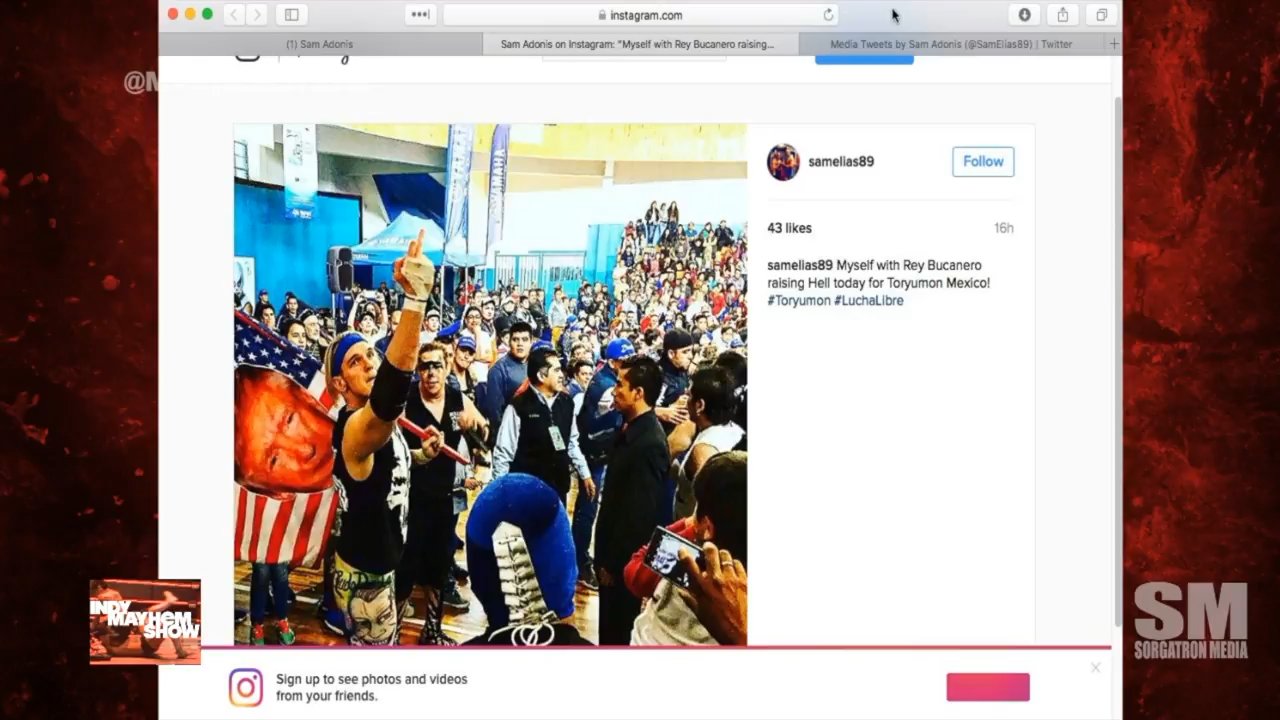 instagram.com
(1) Sam Adonis
Sam Adonis on Instagram: "Myself with Rey Bucanero raising...
Media Tweets by Sam Adonis (@SamElias89) | Twitter
YAMAHA
samelias89
Follow
43 likes
16h
samelias89 Myself with Rey Bucanero
raising Hell today for Toryumon Mexico!
#Toryumon #LuchaLibre
INDY
MAYHEM
SHOW
SM
SORGATRON MEDIA
Sign up to see photos and videos
from your friends.